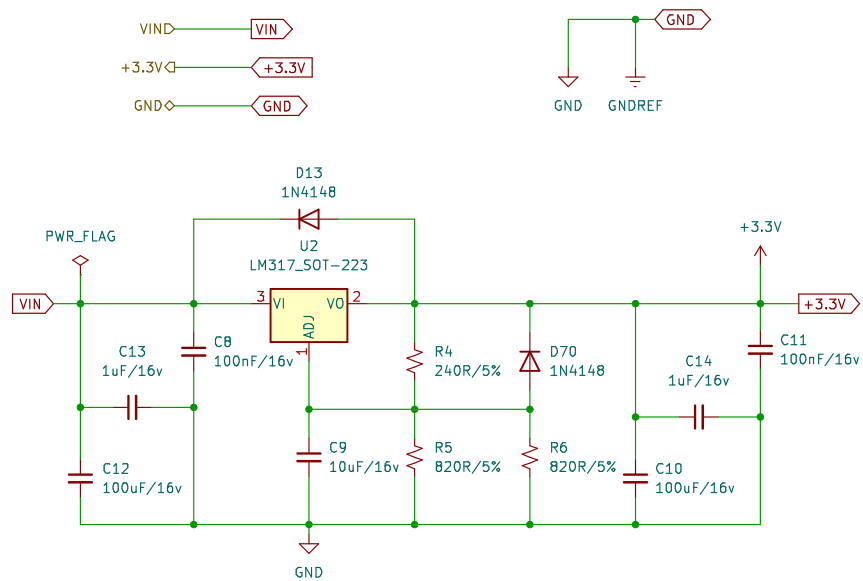 VIN
VIN
GND
+3.3V
+3.3V
GND
GND
GND
GNDREF
D13
1N4148
PWR_FLAG
+3.3V
U2
LM317_SOT-223
VIN
3
VI
VO
2
+3.3V
ADJ
1
C8
100nF/16v
C13
1uF/16v
R4
240R/5%
D70
1N4148
C11
100nF/16v
C14
1uF/16v
C12
100uF/16v
C9
10uF/16v
R5
820R/5%
R6
820R/5%
C10
100uF/16v
GND